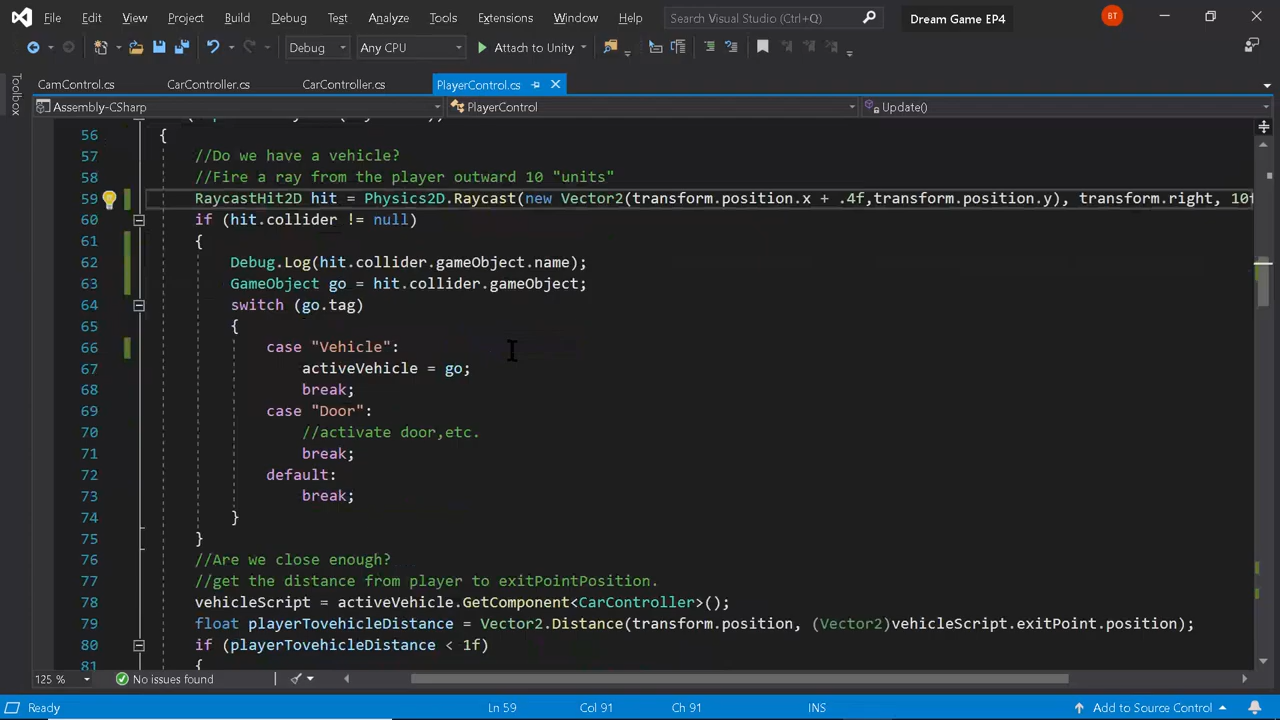 File Edit View Project Build Debug Test Analyze Tools Extensions Window Help Search Visual Studio (Ctrl+Q) Dream Game EP4 BT
Debug Any CPU Attach to Unity
Toolbox
CamControl.cs CarController.cs CarController.cs PlayerControl.cs
Assembly-CSharp PlayerControl Update()
56 {
57 //Do we have a vehicle?
58 //Fire a ray from the player outward 10 "units"
59 RaycastHit2D hit = Physics2D.Raycast(new Vector2(transform.position.x + .4f,transform.position.y), transform.right, 10f
60 if (hit.collider != null)
61 {
62 Debug.Log(hit.collider.gameObject.name);
63 GameObject go = hit.collider.gameObject;
64 switch (go.tag)
65 {
66 case "Vehicle":
67 activeVehicle = go;
68 break;
69 case "Door":
70 //activate door,etc.
71 break;
72 default:
73 break;
74 }
75 }
76 //Are we close enough?
77 //get the distance from player to exitPointPosition.
78 vehicleScript = activeVehicle.GetComponent<CarController>();
79 float playerTovehicleDistance = Vector2.Distance(transform.position, (Vector2)vehicleScript.exitPoint.position);
80 if (playerTovehicleDistance < 1f)
81 {
125 % No issues found
Ready Ln 59 Col 91 Ch 91 INS Add to Source Control